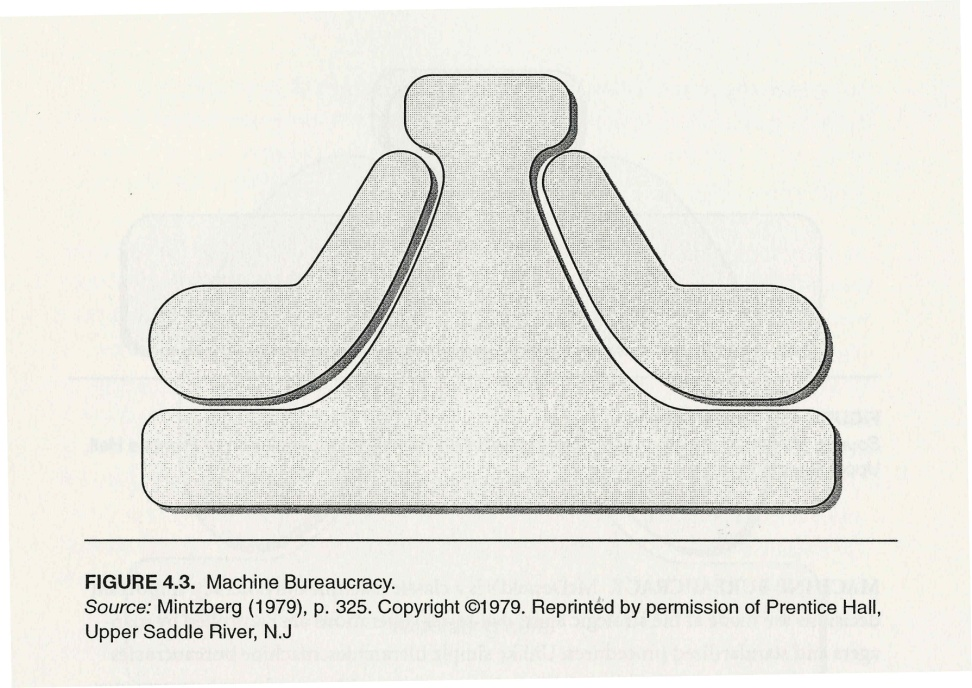 FIGURE 4.3. Machine Bureaucracy.
Source: Mintzberg (1979), p. 325. Copyright ©1979. Reprinted by permission of Prentice Hall,
Upper Saddle River, N.J